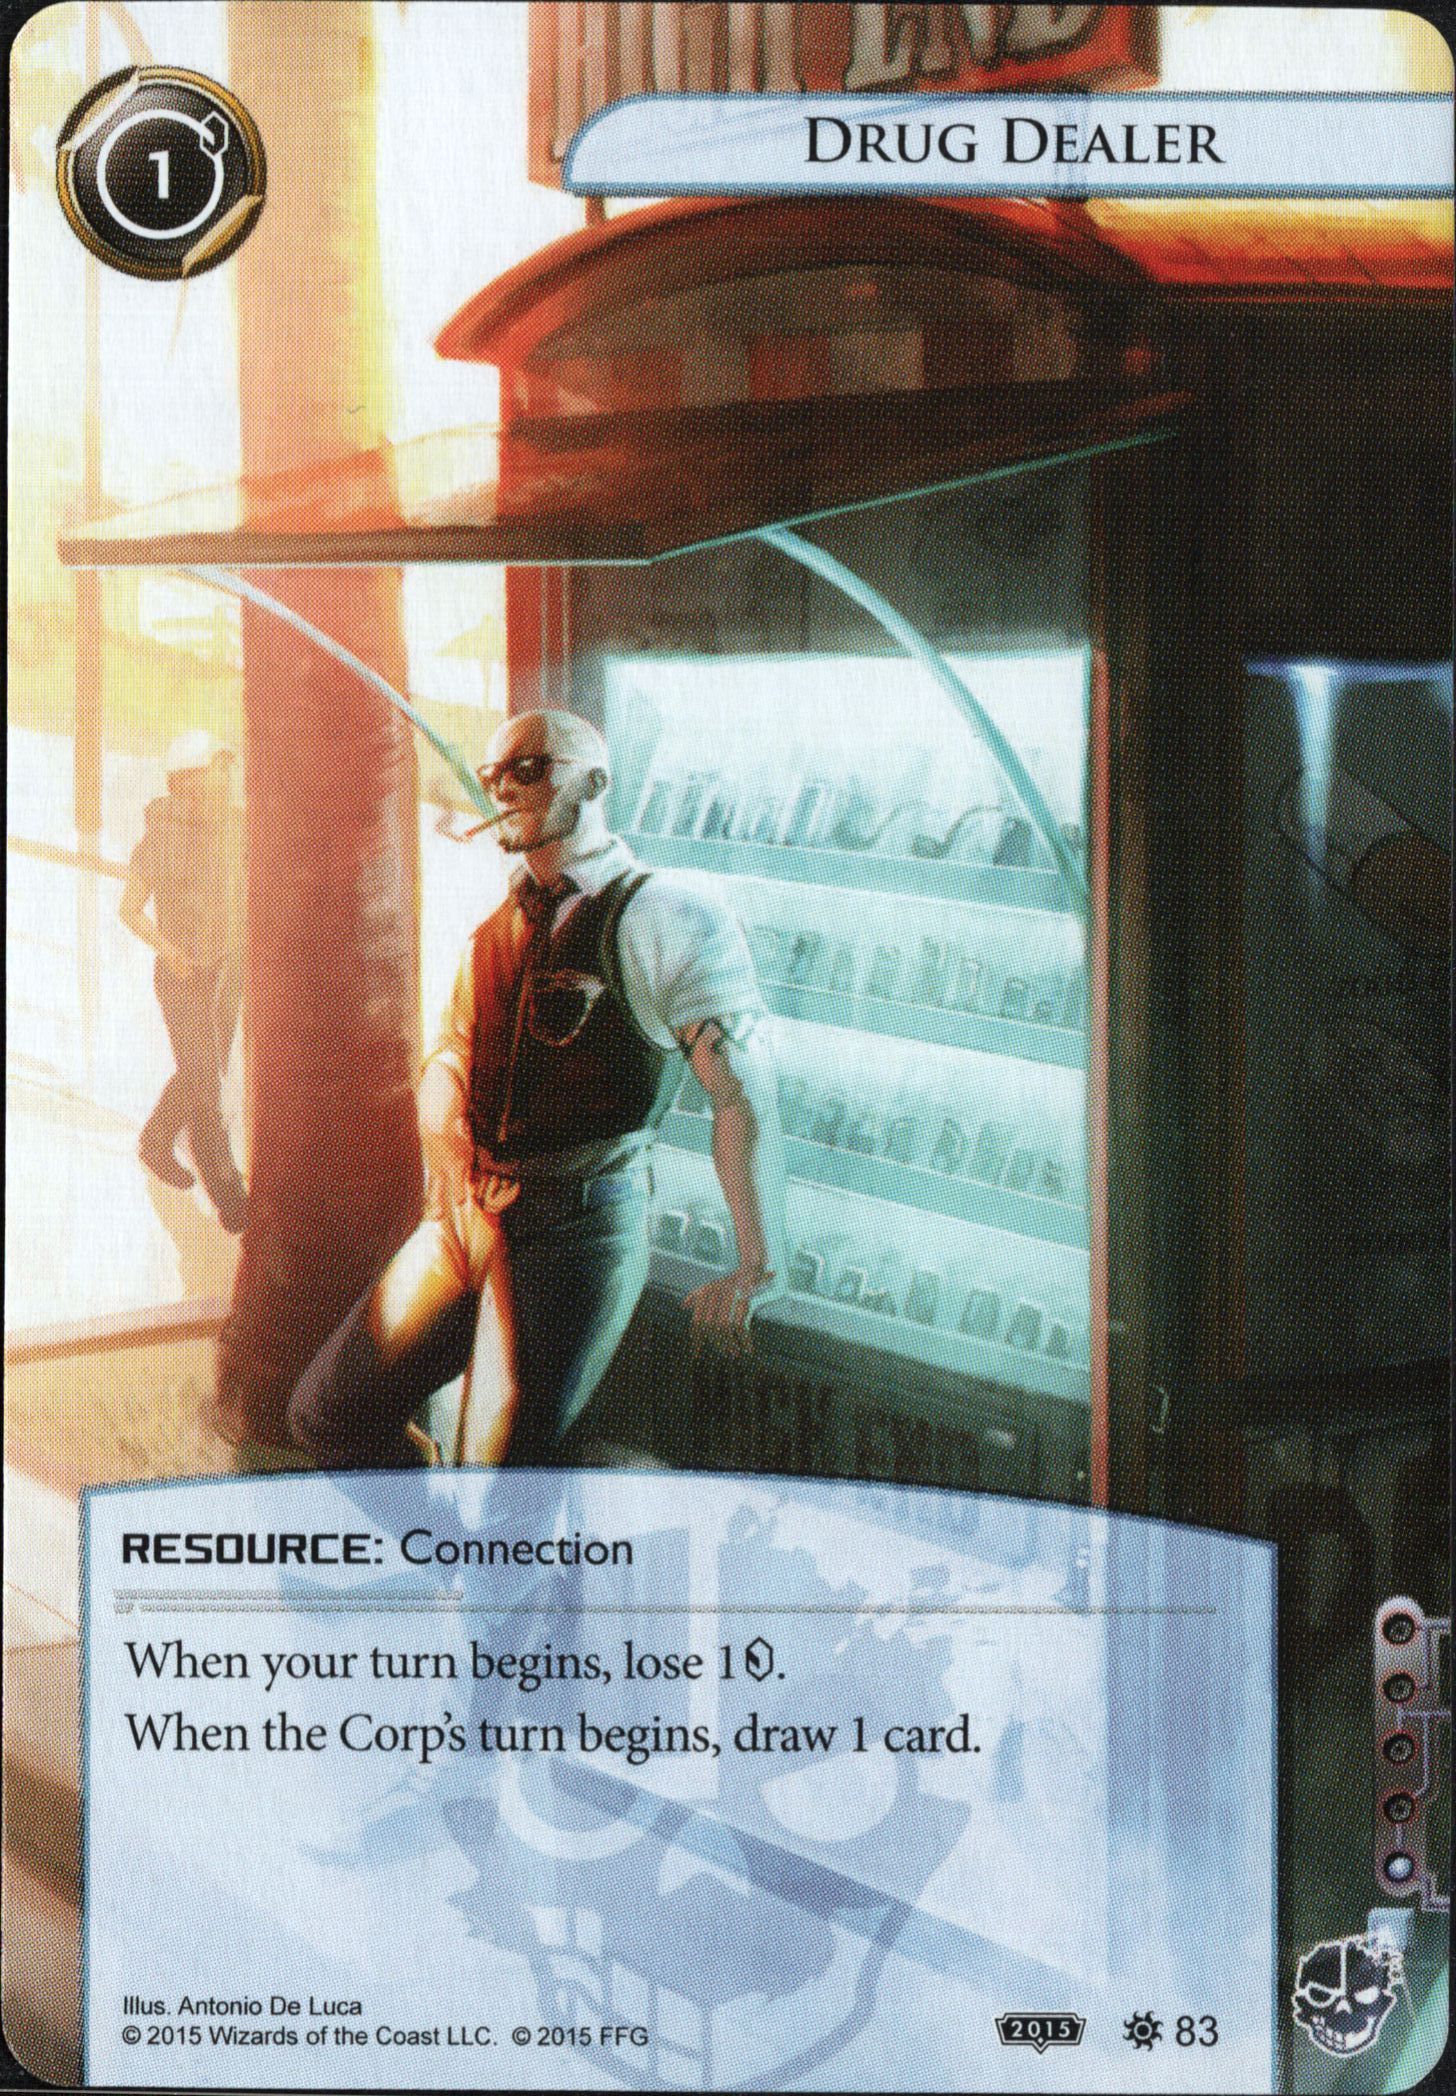 1
DRUG DEALER
RESOURCE: Connection
When your turn begins, lose 1.
When the Corp's turn begins, draw 1 card.
Illus. Antonio De Luca
© 2015 Wizards of the Coast LLC. © 2015 FFG
2015 83